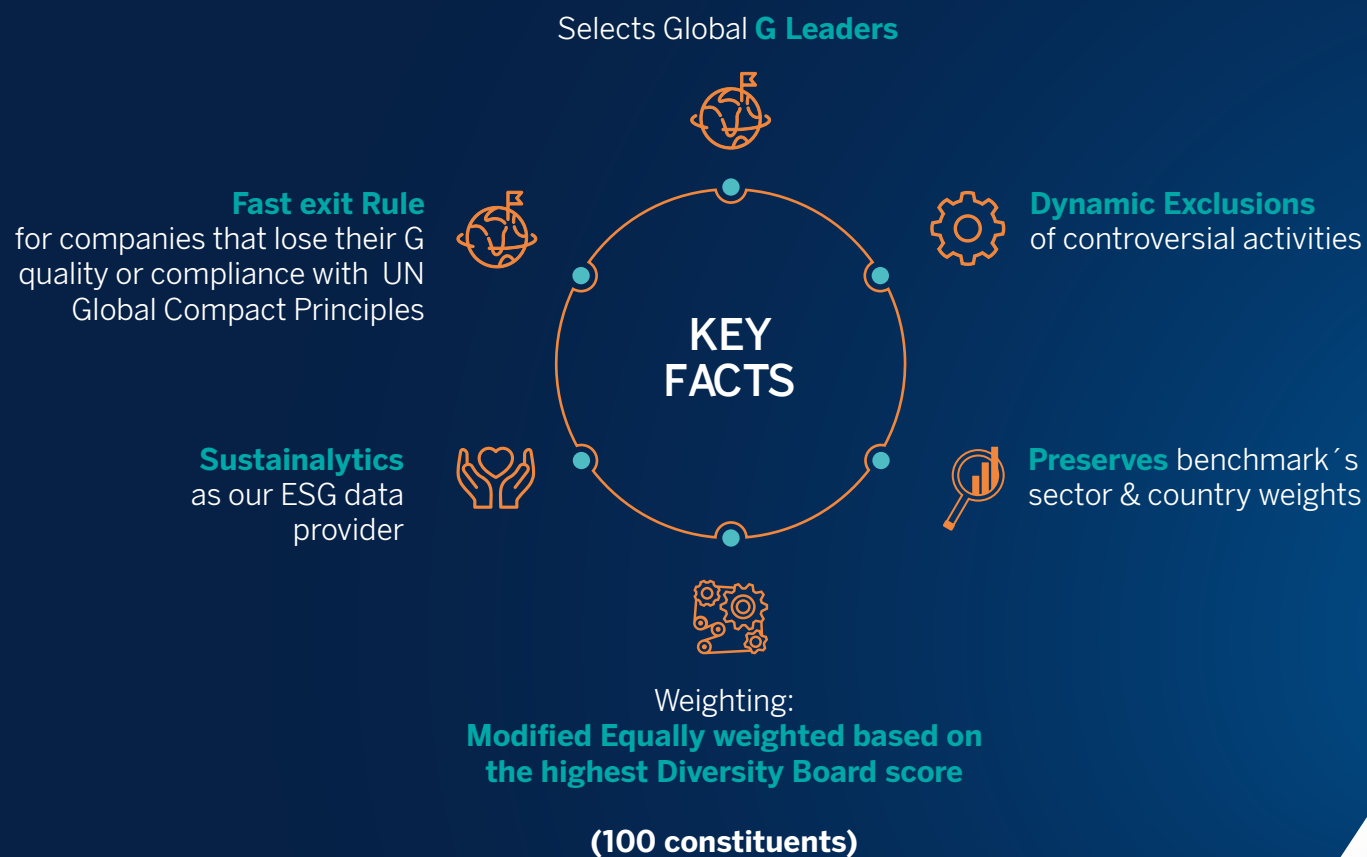 Selects Global G Leaders
Fast exit Rule
for companies that lose their G
quality or compliance with UN
Global Compact Principles
Dynamic Exclusions
of controversial activities
KEY
FACTS
Sustainalytics
as our ESG data
provider
Preserves benchmark´s
sector & country weights
Weighting:
Modified Equally weighted based on
the highest Diversity Board score
(100 constituents)